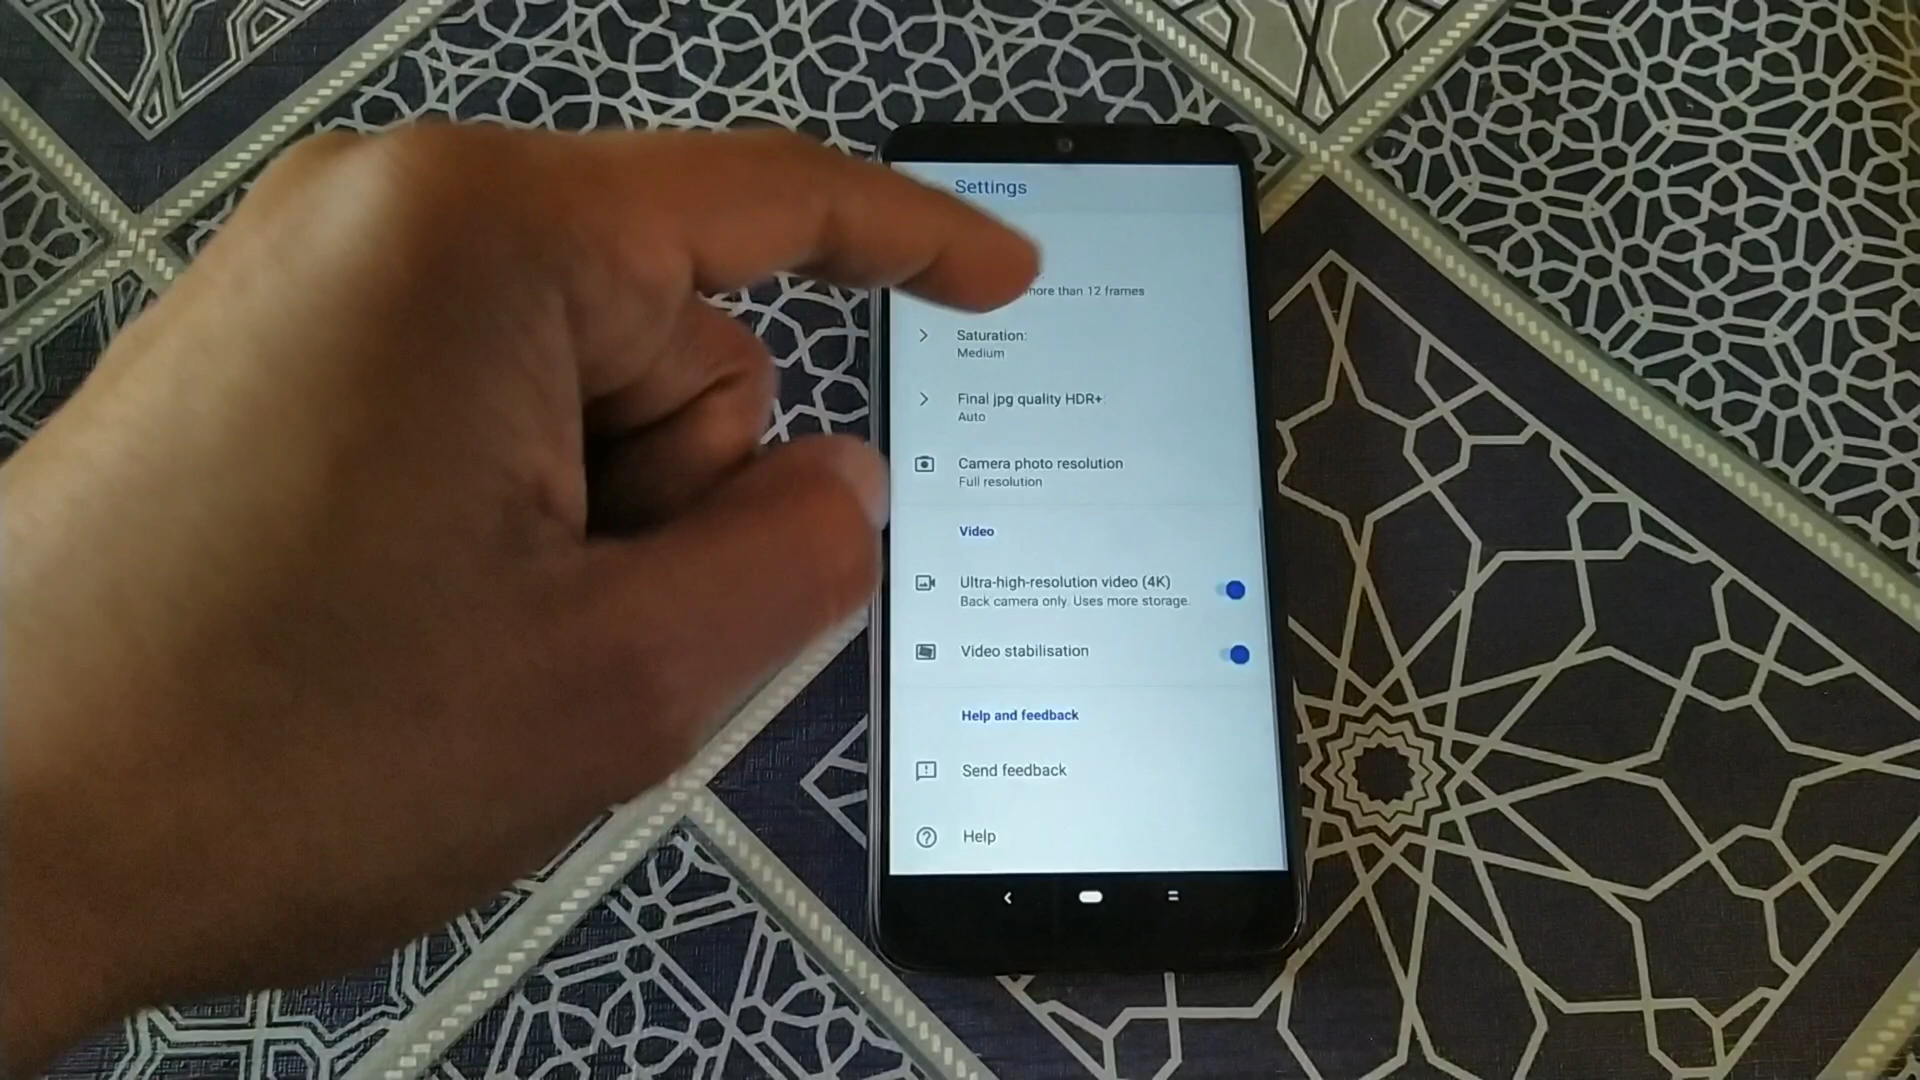 Settings
more than 12 frames
Saturation:
Medium
Final jpg quality HDR+
Auto
Camera photo resolution
Full resolution
Video
Ultra-high-resolution video (4K)
Back camera only. Uses more storage.
Video stabilisation
Help and feedback
Send feedback
Help